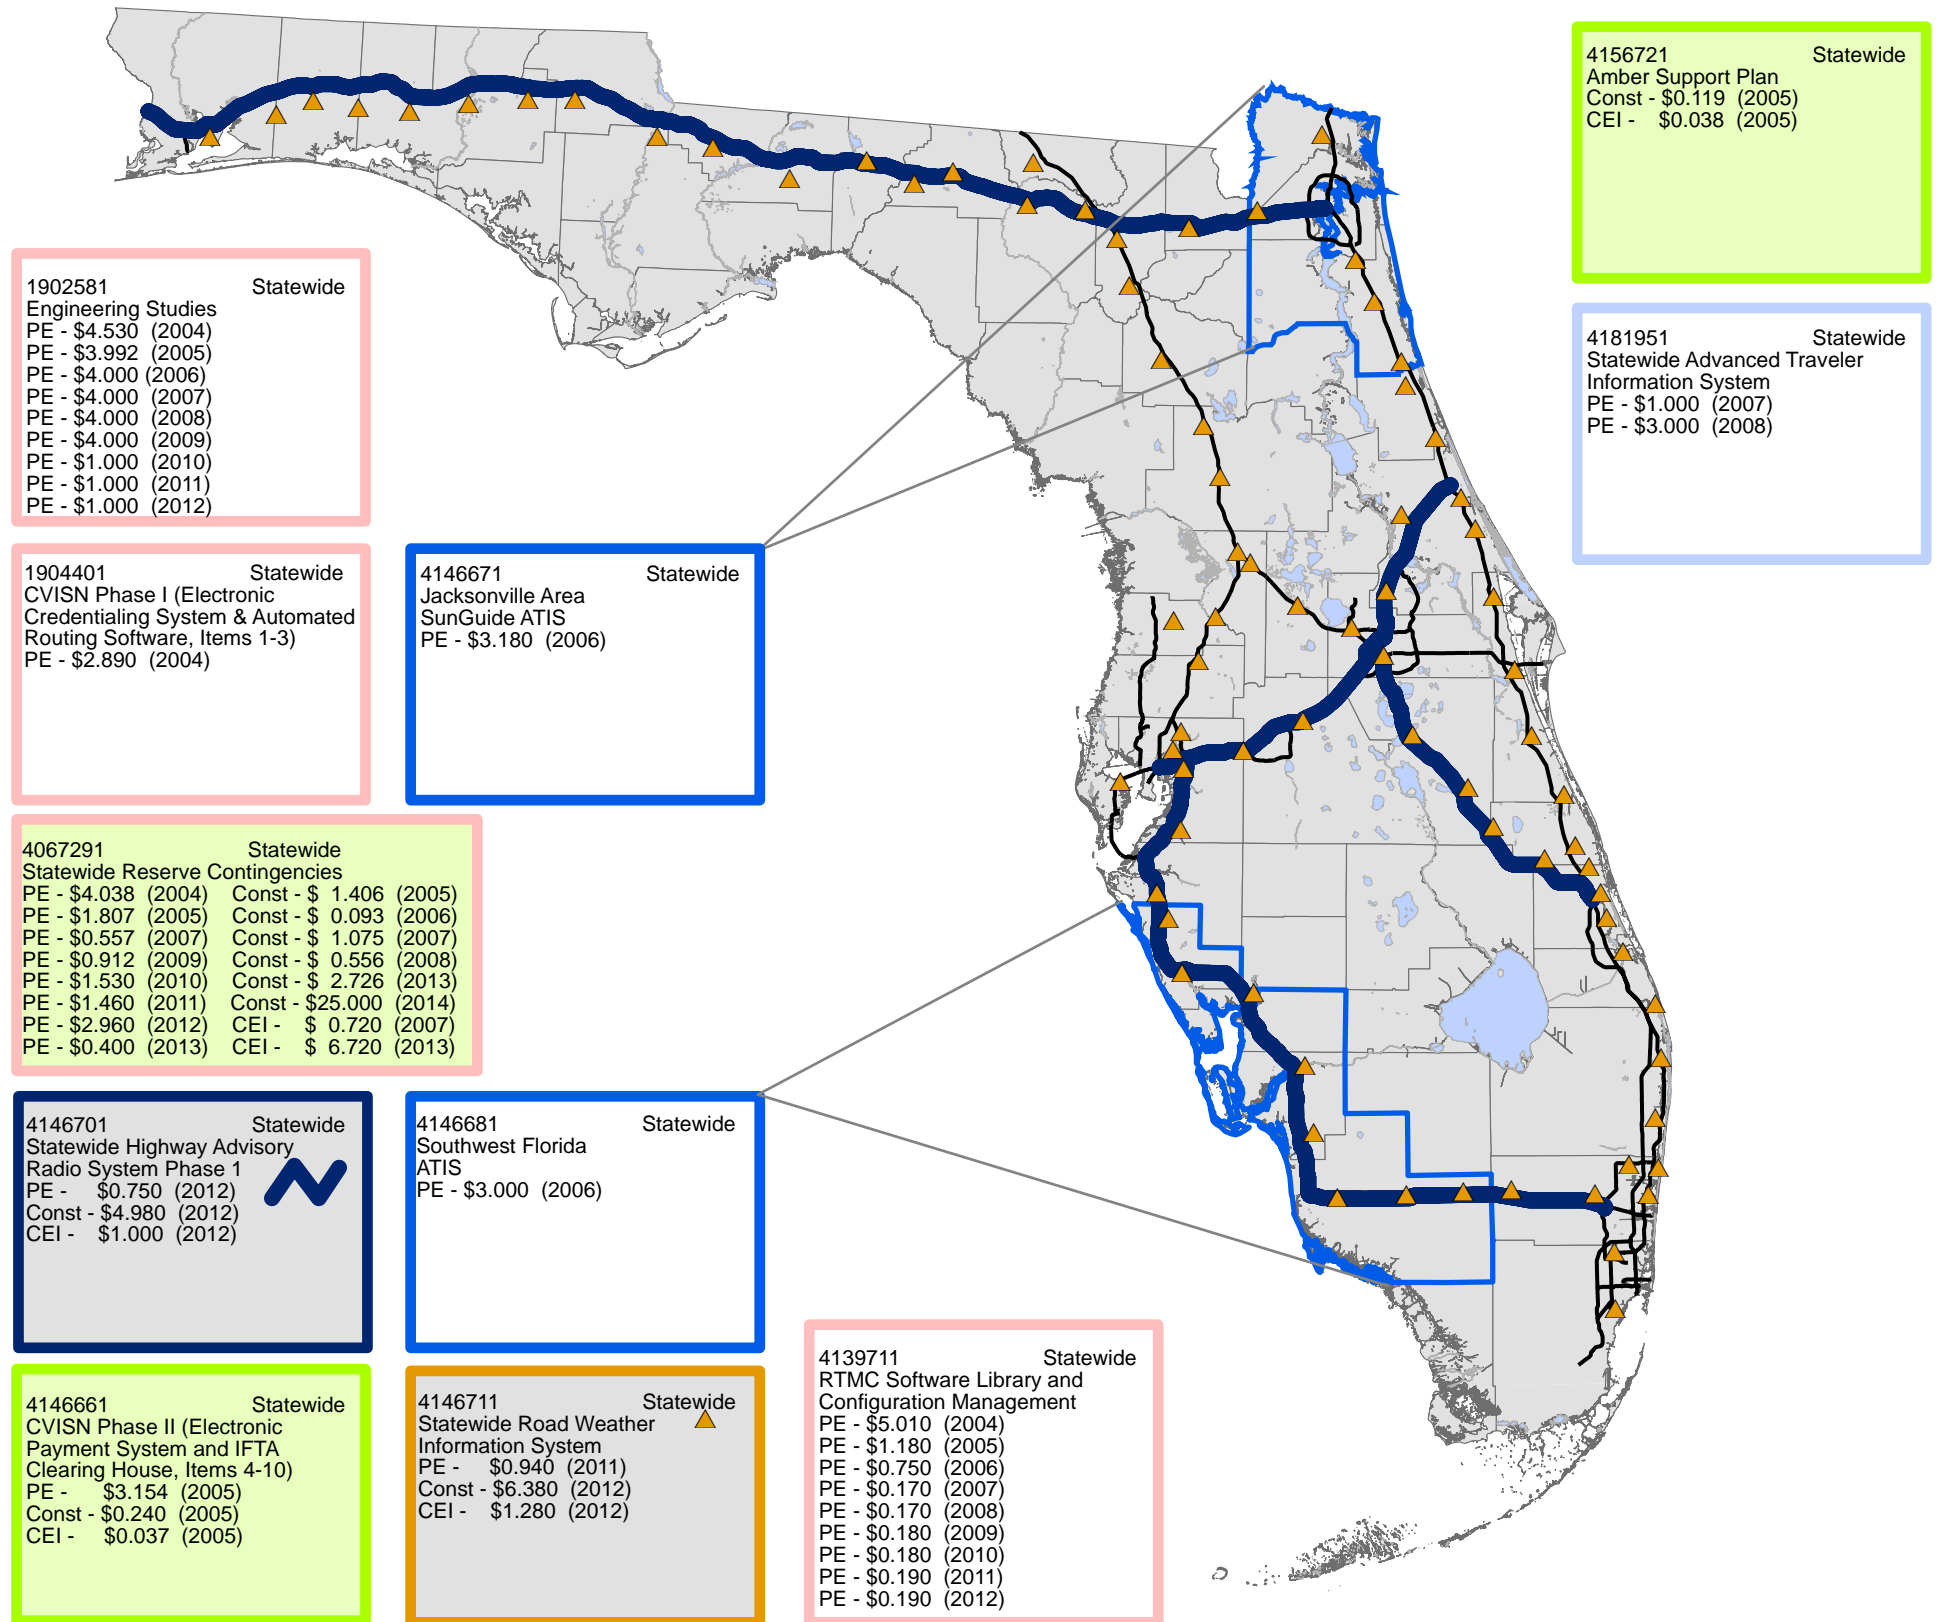 4156721 Statewide
Amber Support Plan
Const - $0.119 (2005)
CEI - $0.038 (2005)
1902581 Statewide
Engineering Studies
PE - $4.530 (2004)
PE - $3.992 (2005)
PE - $4.000 (2006)
PE - $4.000 (2007)
PE - $4.000 (2008)
PE - $4.000 (2009)
PE - $1.000 (2010)
PE - $1.000 (2011)
PE - $1.000 (2012)
4181951 Statewide
Statewide Advanced Traveler
Information System
PE - $1.000 (2007)
PE - $3.000 (2008)
1904401 Statewide
CVISN Phase I (Electronic
Credentialing System & Automated
Routing Software, Items 1-3)
PE - $2.890 (2004)
4146671 Statewide
Jacksonville Area
SunGuide ATIS
PE - $3.180 (2006)
4067291 Statewide
Statewide Reserve Contingencies
PE - $4.038 (2004) Const - $ 1.406 (2005)
PE - $1.807 (2005) Const - $ 0.093 (2006)
PE - $0.557 (2007) Const - $ 1.075 (2007)
PE - $0.912 (2009) Const - $ 0.556 (2008)
PE - $1.530 (2010) Const - $ 2.726 (2013)
PE - $1.460 (2011) Const - $25.000 (2014)
PE - $2.960 (2012) CEI - $ 0.720 (2007)
PE - $0.400 (2013) CEI - $ 6.720 (2013)
4146701 Statewide
Statewide Highway Advisory
Radio System Phase 1
PE - $0.750 (2012)
Const - $4.980 (2012)
CEI - $1.000 (2012)
4146681 Statewide
Southwest Florida
ATIS
PE - $3.000 (2006)
4146661 Statewide
CVISN Phase II (Electronic
Payment System and IFTA
Clearing House, Items 4-10)
PE - $3.154 (2005)
Const - $0.240 (2005)
CEI - $0.037 (2005)
4146711 Statewide
Statewide Road Weather
Information System
PE - $0.940 (2011)
Const - $6.380 (2012)
CEI - $1.280 (2012)
4139711 Statewide
RTMC Software Library and
Configuration Management
PE - $5.010 (2004)
PE - $1.180 (2005)
PE - $0.750 (2006)
PE - $0.170 (2007)
PE - $0.170 (2008)
PE - $0.180 (2009)
PE - $0.180 (2010)
PE - $0.190 (2011)
PE - $0.190 (2012)